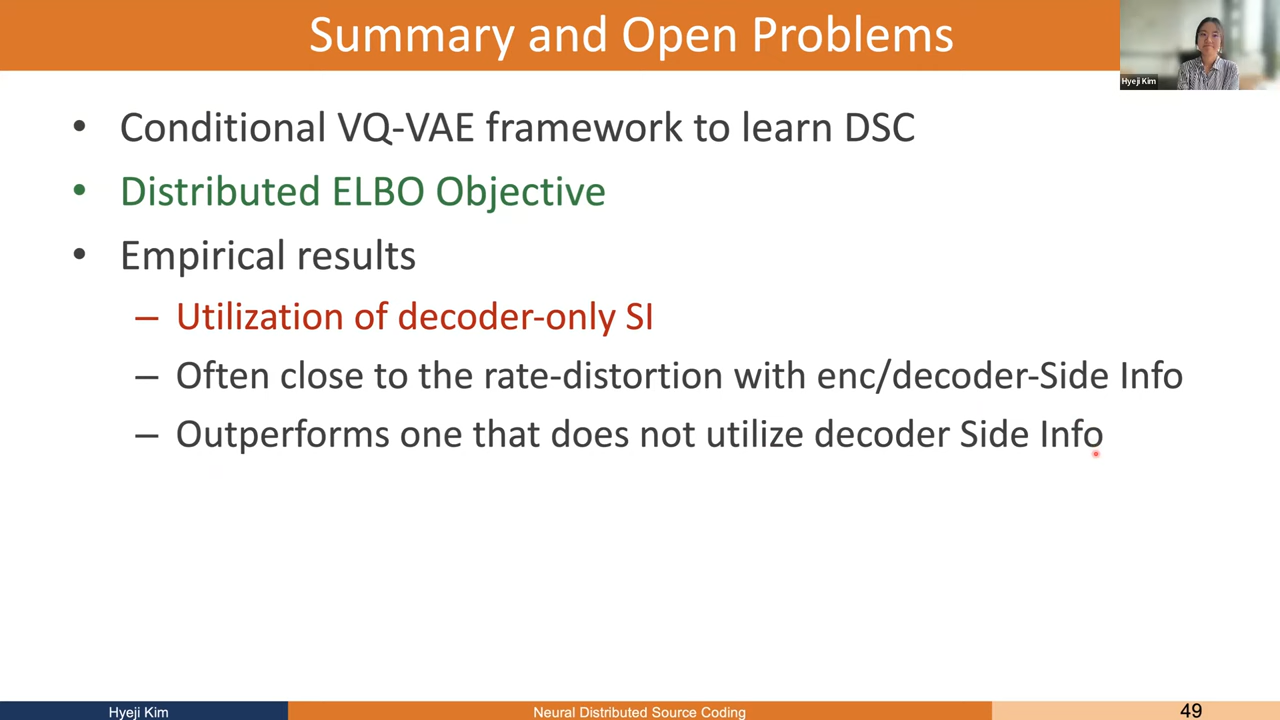 Summary and Open Problems
Hyeji Kim
• Conditional VQ-VAE framework to learn DSC
• Distributed ELBO Objective
• Empirical results
– Utilization of decoder-only SI
– Often close to the rate-distortion with enc/decoder-Side Info
– Outperforms one that does not utilize decoder Side Info
Hyeji Kim
Neural Distributed Source Coding
49